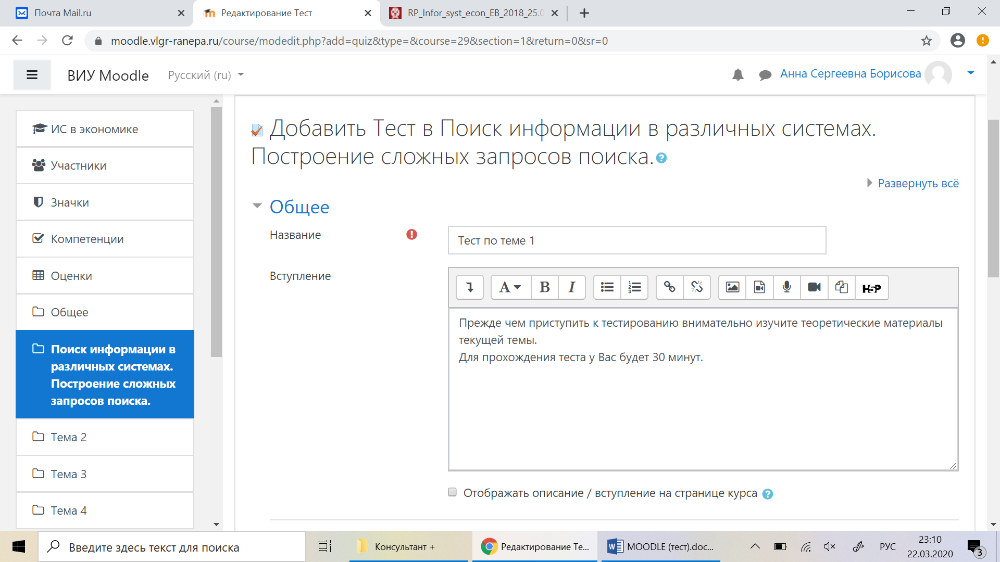 Почта Mail.ru
Редактирование Тест
RP_Infor_syst_econ_EB_2018_25.0
moodle.vlgr-ranepa.ru/course/modedit.php?add=quiz&type=&course=29&section=1&return=0&sr=0
ВИУ Moodle
Русский (ru)
Анна Сергеевна Борисова
ИС в экономике
Участники
Значки
Компетенции
Оценки
Общее
Поиск информации в
различных системах.
Построение сложных
запросов поиска.
Тема 2
Тема 3
Тема 4
Добавить Тест в Поиск информации в различных системах.
Построение сложных запросов поиска.
Развернуть всё
Общее
Название
Тест по теме 1
Вступление
A B I H5P
Прежде чем приступить к тестированию внимательно изучите теоретические материалы
текущей темы.
Для прохождения теста у Вас будет 30 минут.
Отображать описание / вступление на странице курса
Введите здесь текст для поиска
Консультант +
Редактирование Те...
MOODLE (тест).doc...
РУС
23:10
22.03.2020
3